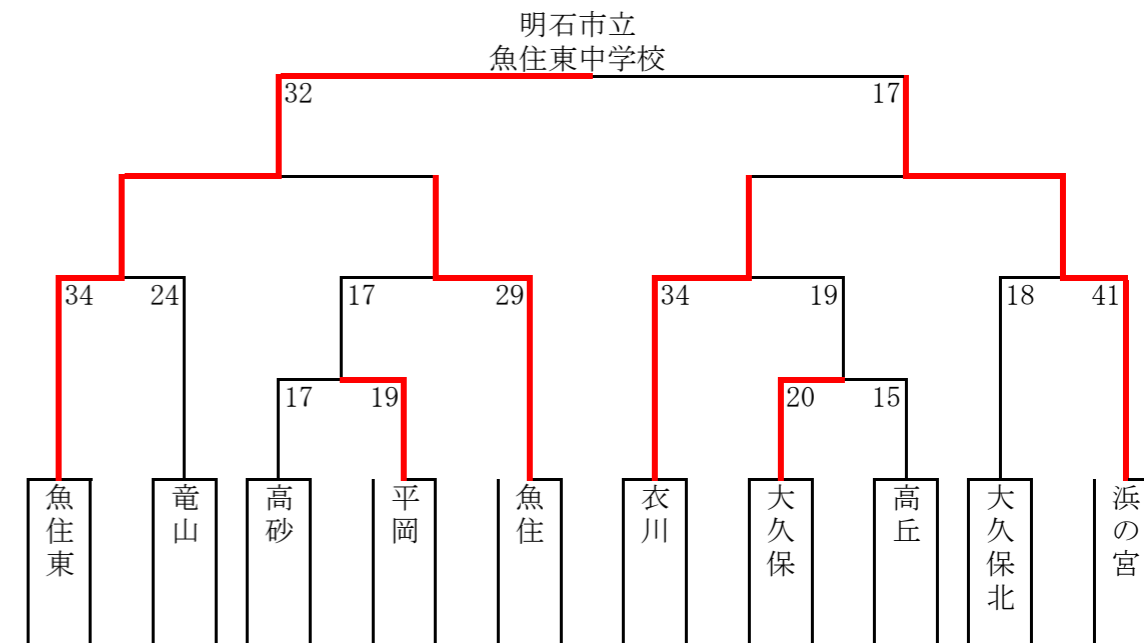 明石市立
魚住東中学校
32
17
34
24
17
29
34
19
18
41
17
19
20
15
魚住東
竜山
高砂
平岡
魚住
衣川
大久保
高丘
大久保北
浜の宮